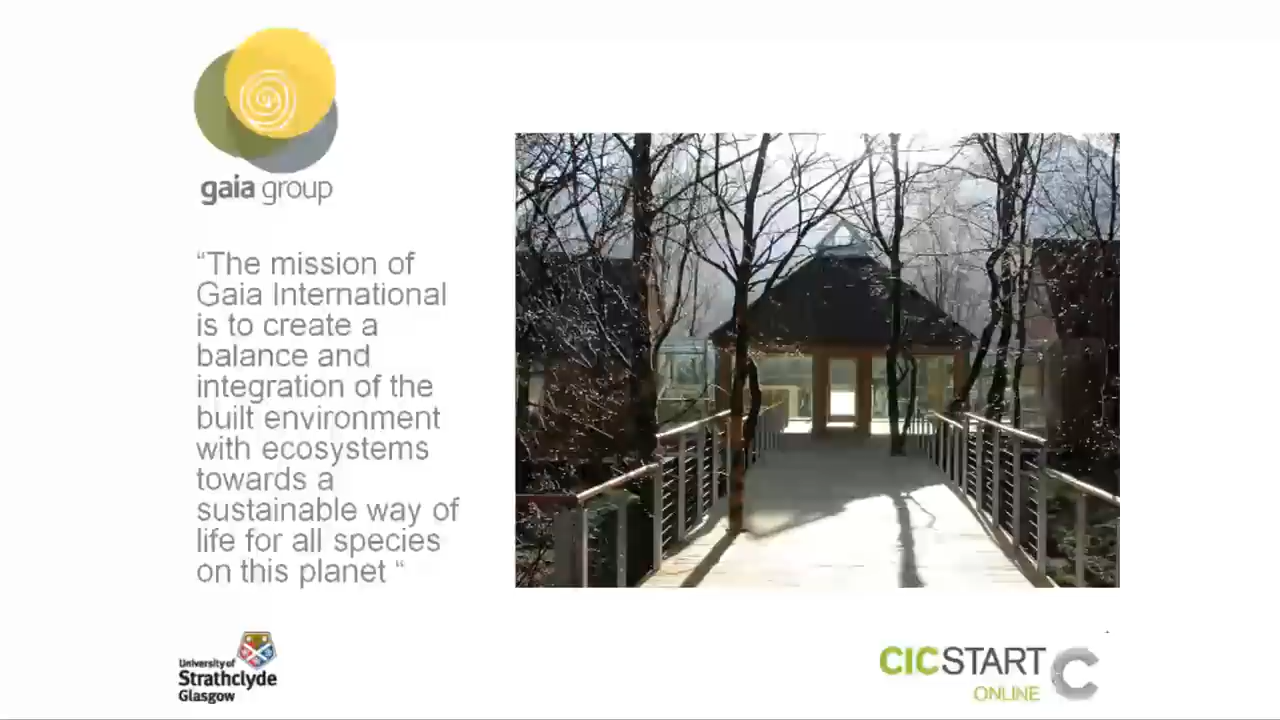 gaia group
“The mission of
Gaia International
is to create a
balance and
integration of the
built environment
with ecosystems
towards a
sustainable way of
life for all species
on this planet “
University of
Strathclyde
Glasgow
CICSTART
ONLINE